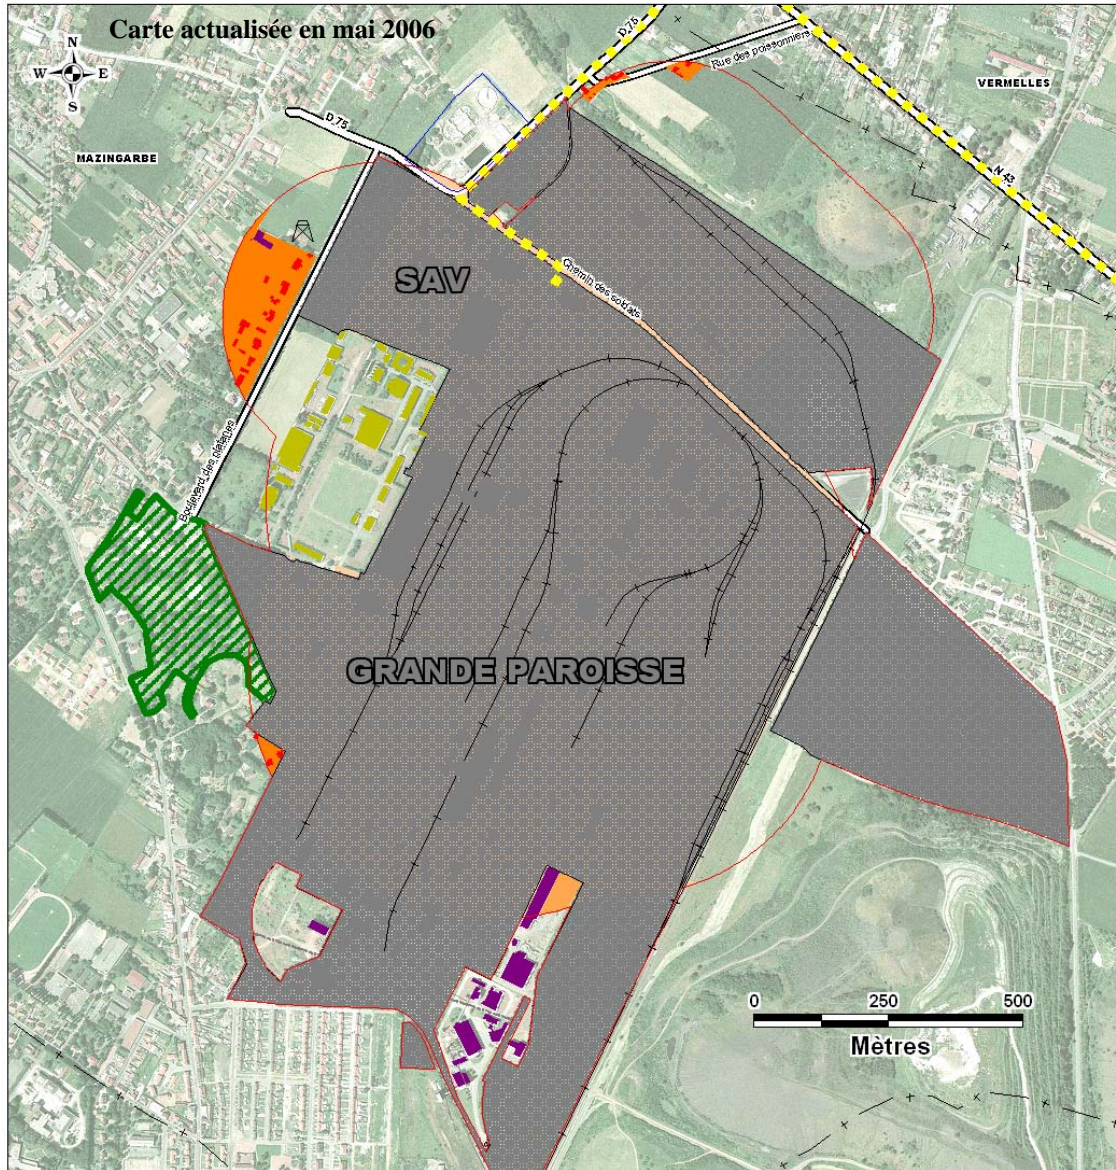 Carte actualisée en mai 2006
N
W E
S
D 75
Rue des poissonniers
VERMELLES
D 75
MAZINGARBE
N 43
SAV
Chemin des soldats
Boulevard des platanes
GRANDE PAROISSE
0 250 500
Mètres